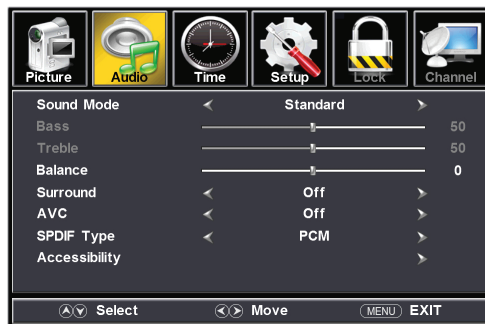 Picture Audio Time Setup Lock Channel
Sound Mode Standard
Bass 50
Treble 50
Balance 0
Surround Off
AVC Off
SPDIF Type PCM
Accessibility
Select Move MENU EXIT